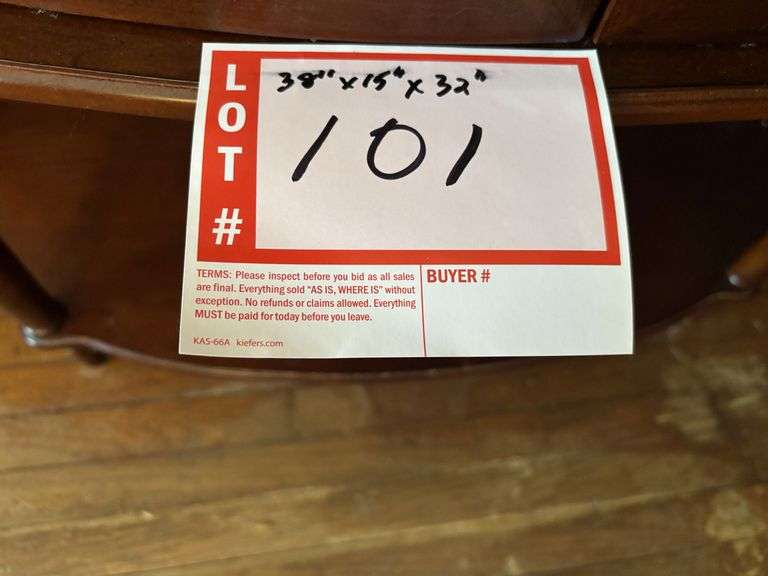 LOT #
38" x 15" x 32"
101
TERMS: Please inspect before you bid as all sales
are final. Everything sold "AS IS, WHERE IS" without
exception. No refunds or claims allowed. Everything
MUST be paid for today before you leave.
KAS-66A kiefers.com
BUYER #